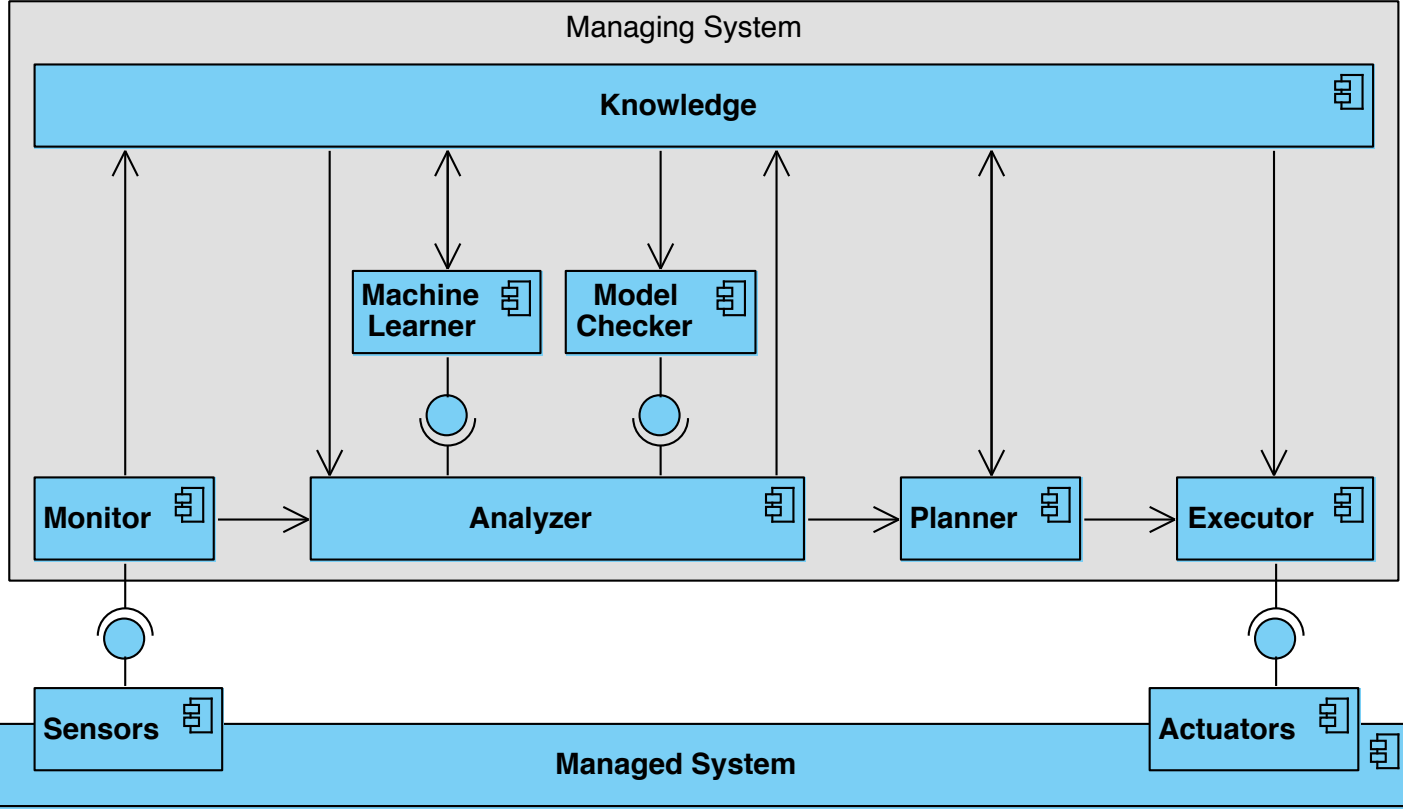 Managing System
Knowledge
Machine
Learner
Model
Checker
Monitor
Analyzer
Planner
Executor
Sensors
Actuators
Managed System